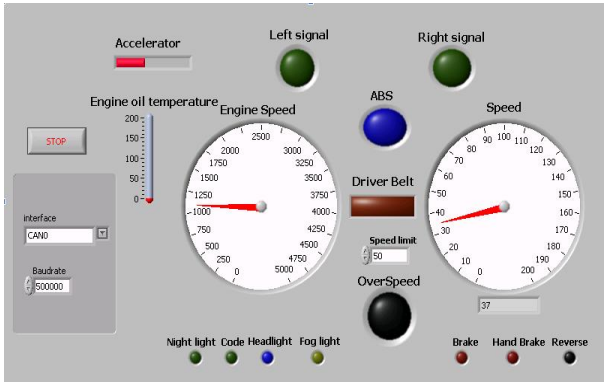 Accelerator
Left signal
Right signal
Engine oil temperature
Engine Speed
ABS
Speed
STOP
200
150
100
50
0
0
250
500
750
1000
1250
1500
1750
2000
2500
3000
3250
3500
3750
4000
4250
4500
4750
5000
Driver Belt
0
10
20
30
40
50
60
70
80
90
100
110
120
130
140
150
160
170
180
190
200
interface
CAN0
Baudrate
500000
Speed limit
50
OverSpeed
37
Night light
Code
Headlight
Fog light
Brake
Hand Brake
Reverse